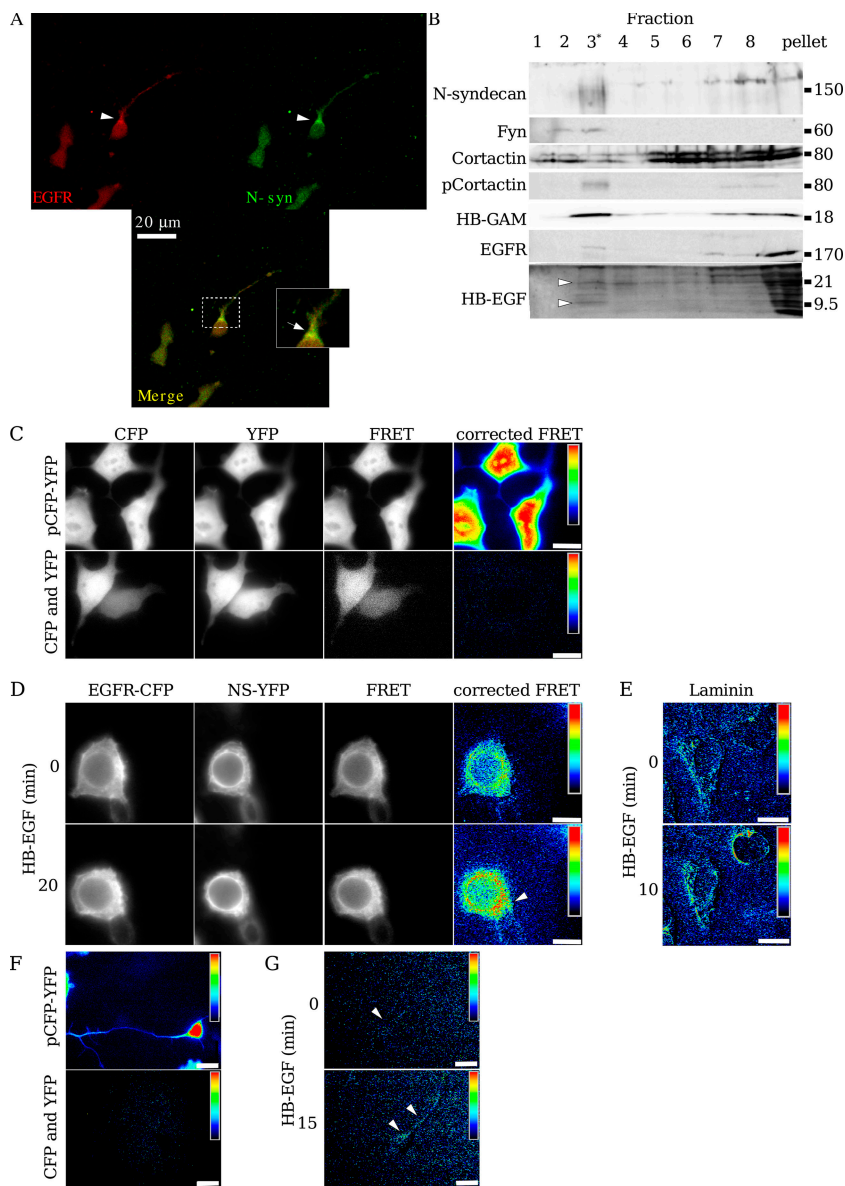 A
EGFR
N- syn
20 µm
Merge
B
Fraction
1 2 3* 4 5 6 7 8 pellet
N-syndecan 150
Fyn 60
Cortactin 80
pCortactin 80
HB-GAM 18
EGFR 170
21
HB-EGF
9.5
C
CFP YFP FRET corrected FRET
pCFP-YFP
CFP and YFP
D
EGFR-CFP NS-YFP FRET corrected FRET
HB-EGF (min)
0
20
E
Laminin
HB-EGF (min)
0
10
F
pCFP-YFP
CFP and YFP
G
HB-EGF (min)
0
15